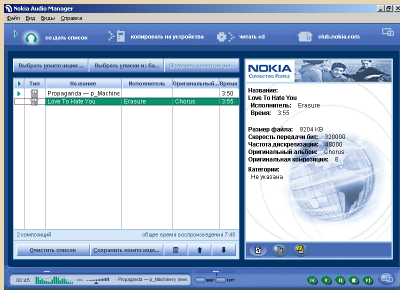 Nokia Audio Manager
Файл Вид Виды Справка
создать список
копировать на устройства
читать cd
club.nokia.com
Выбрать композиции ...
Выбрать списки из ба...
Тип Название Исполнитель Оригинальный... Время
Propaganda — p_Machine 3:50
Love To Hate You Erasure Chorus 3:55
2 композиций
общее время воспроизведения 7:45
Очистить список
Сохранить композици...
NOKIA
CONNECTING PEOPLE
Название:
Love To Hate You
Исполнитель: Erasure
Время: 3:55
Размер файла: 9204 KB
Скорость передачи бит: 320000
Частота дискретизации: 48000
Оригинальный альбом: Chorus
Оригинальная композиция: 6
Категории:
Не указана
00:45
Propaganda — p_Machinery (www.